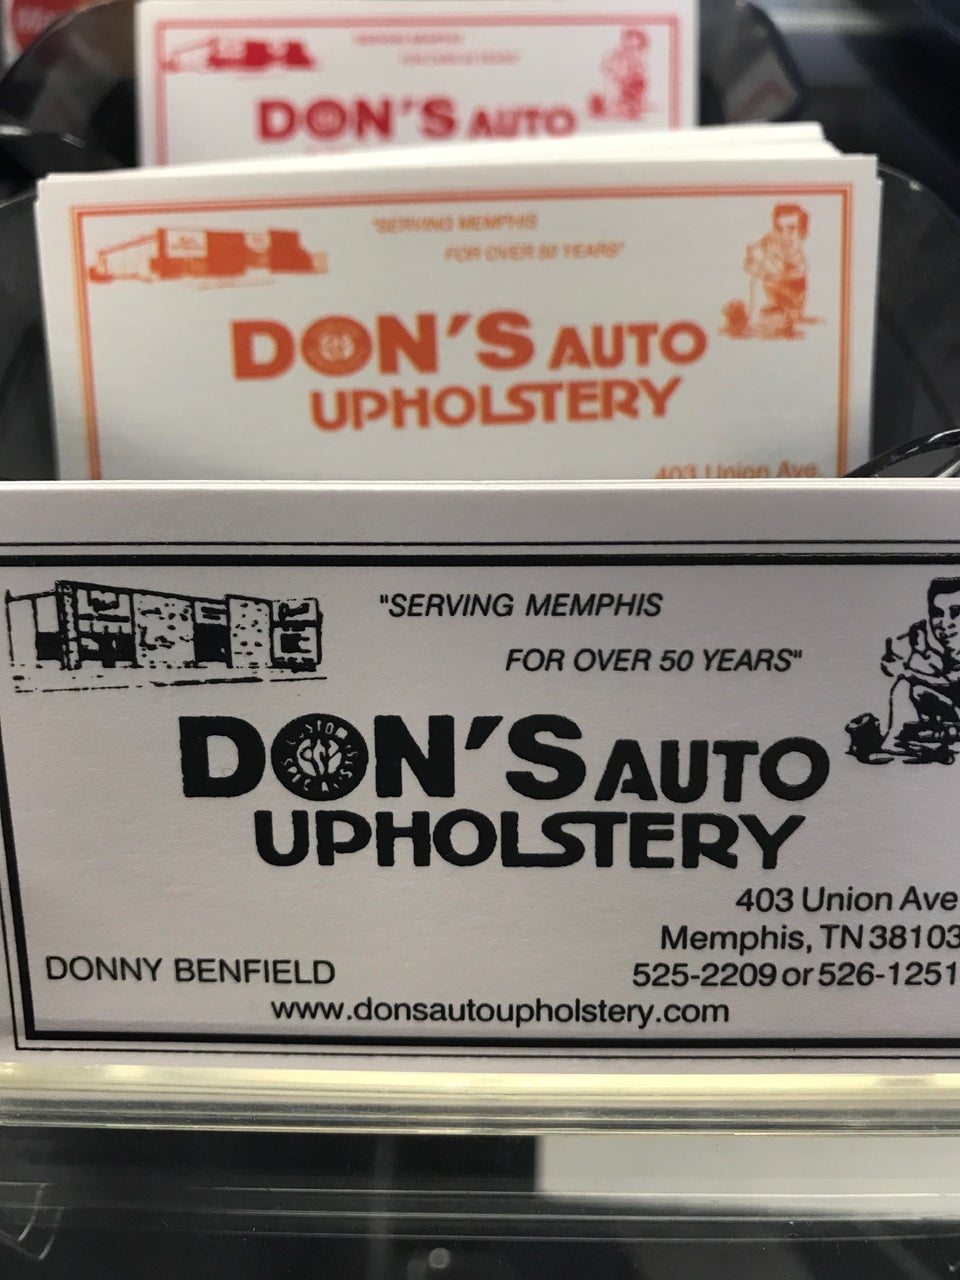 DON'S AUTO
"SERVING MEMPHIS
FOR OVER 50 YEARS"
DON'S AUTO
UPHOLSTERY
403 Union Ave.
"SERVING MEMPHIS
FOR OVER 50 YEARS"
DON'S AUTO
UPHOLSTERY
403 Union Ave
Memphis, TN 38103
DONNY BENFIELD
525-2209 or 526-1251
www.donsautoupholstery.com